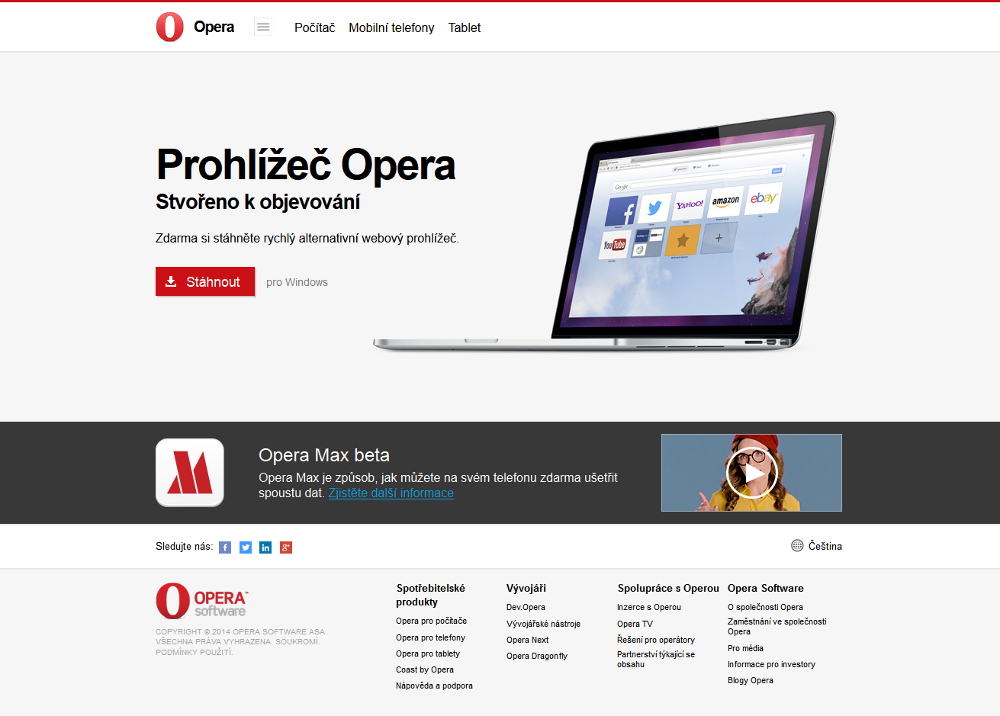 Opera
Počítač
Mobilní telefony
Tablet
Prohlížeč Opera
Stvořeno k objevování
Zdarma si stáhněte rychlý alternativní webový prohlížeč.
Stáhnout
pro Windows
Google
YAHOO!
amazon
ebay
YouTube
Opera Max beta
Opera Max je způsob, jak můžete na svém telefonu zdarma ušetřit
spoustu dat. Zjistěte další informace
Sledujte nás:
Čeština
OPERA™
software
COPYRIGHT © 2014 OPERA SOFTWARE ASA.
VŠECHNA PRÁVA VYHRAZENA. SOUKROMÍ.
PODMÍNKY POUŽITÍ.
Spotřebitelské
produkty
Opera pro počítače
Opera pro telefony
Opera pro tablety
Coast by Opera
Nápověda a podpora
Vývojáři
Dev.Opera
Vývojářské nástroje
Opera Next
Opera Dragonfly
Spolupráce s Operou
Inzerce s Operou
Opera TV
Řešení pro operátory
Partnerství týkající se
obsahu
Opera Software
O společnosti Opera
Zaměstnání ve společnosti
Opera
Pro média
Informace pro investory
Blogy Opera